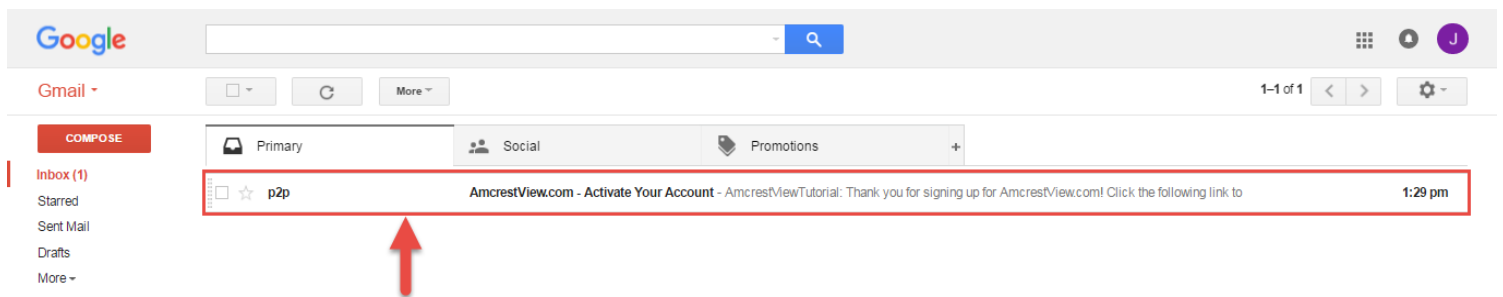 Google
J
Gmail
More
1–1 of 1
COMPOSE
Primary
Social
Promotions
+
Inbox (1)
p2p
AmcrestView.com - Activate Your Account - AmcrestViewTutorial: Thank you for signing up for AmcrestView.com! Click the following link to
1:29 pm
Starred
Sent Mail
Drafts
More